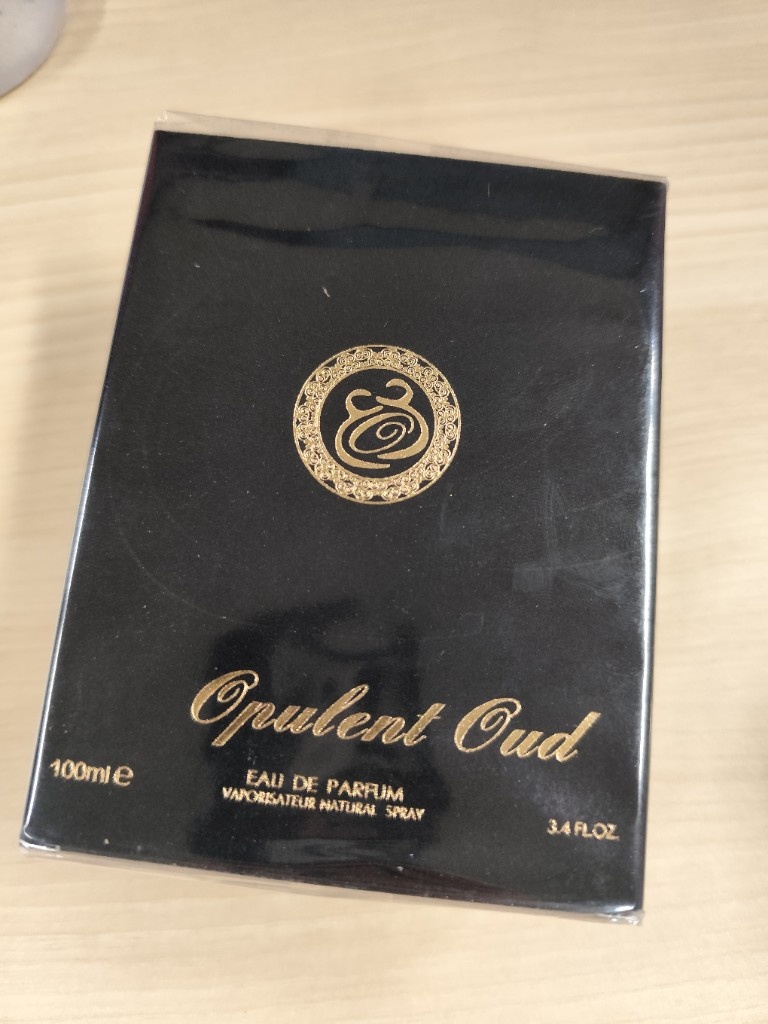 Opulent Oud
100ml e
EAU DE PARFUM
VAPORISATEUR NATURAL SPRAY
3.4 FL.OZ.